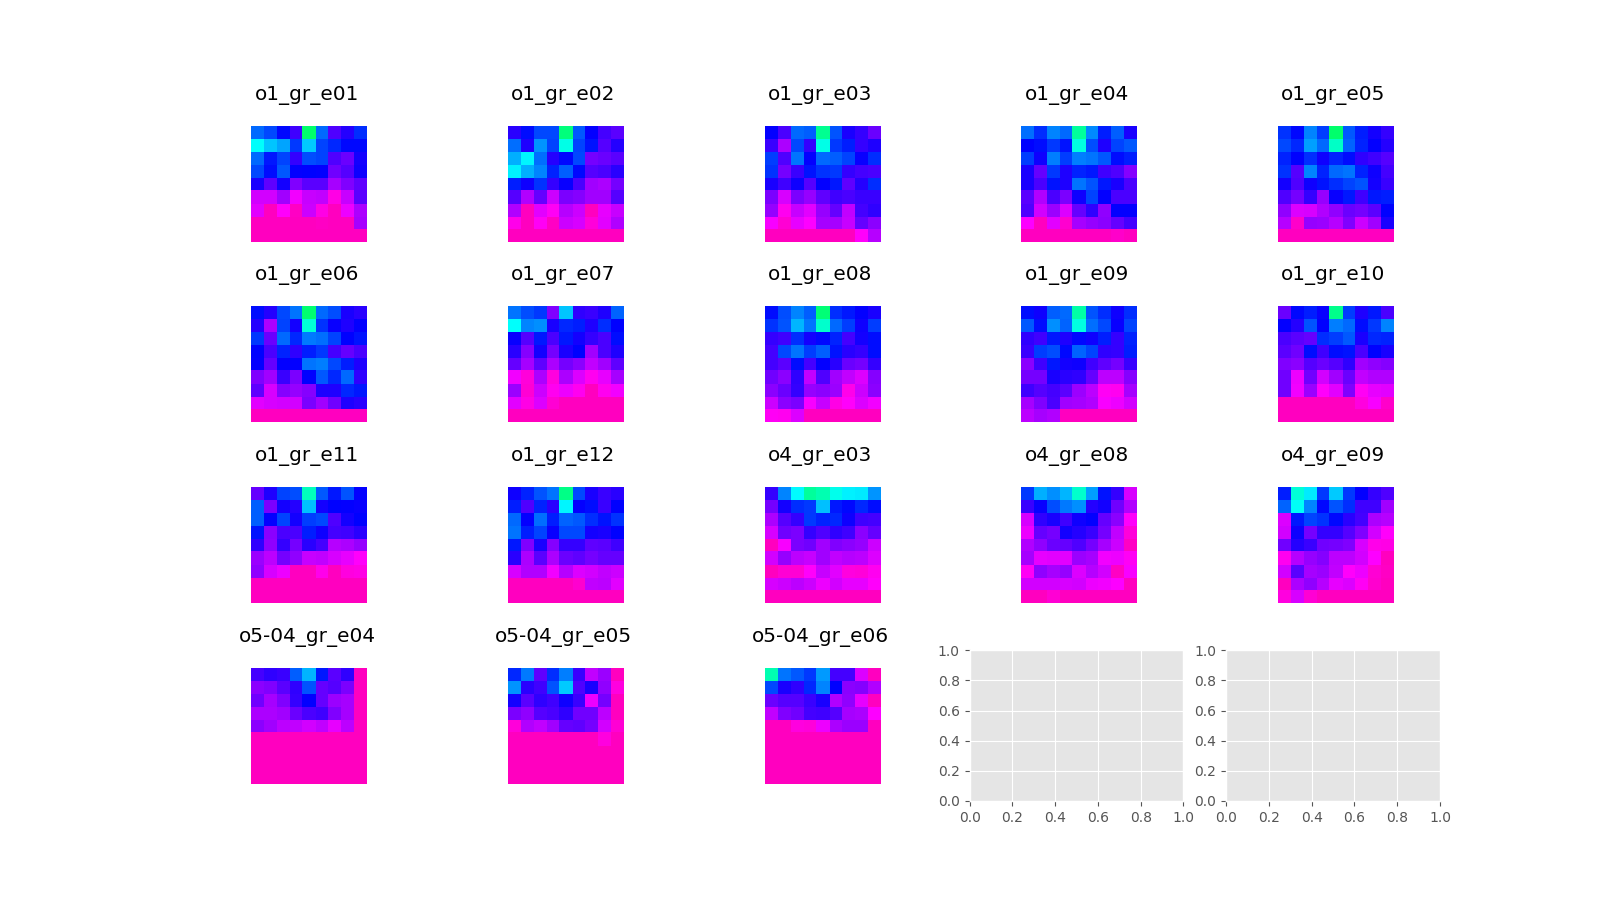 o1_gr_e01 o1_gr_e02 o1_gr_e03 o1_gr_e04 o1_gr_e05
o1_gr_e06 o1_gr_e07 o1_gr_e08 o1_gr_e09 o1_gr_e10
o1_gr_e11 o1_gr_e12 o4_gr_e03 o4_gr_e08 o4_gr_e09
o5-04_gr_e04 o5-04_gr_e05 o5-04_gr_e06
1.0 1.0
0.8 0.8
0.6 0.6
0.4 0.4
0.2 0.2
0.0 0.0
0.0 0.2 0.4 0.6 0.8 1.0 0.0 0.2 0.4 0.6 0.8 1.0